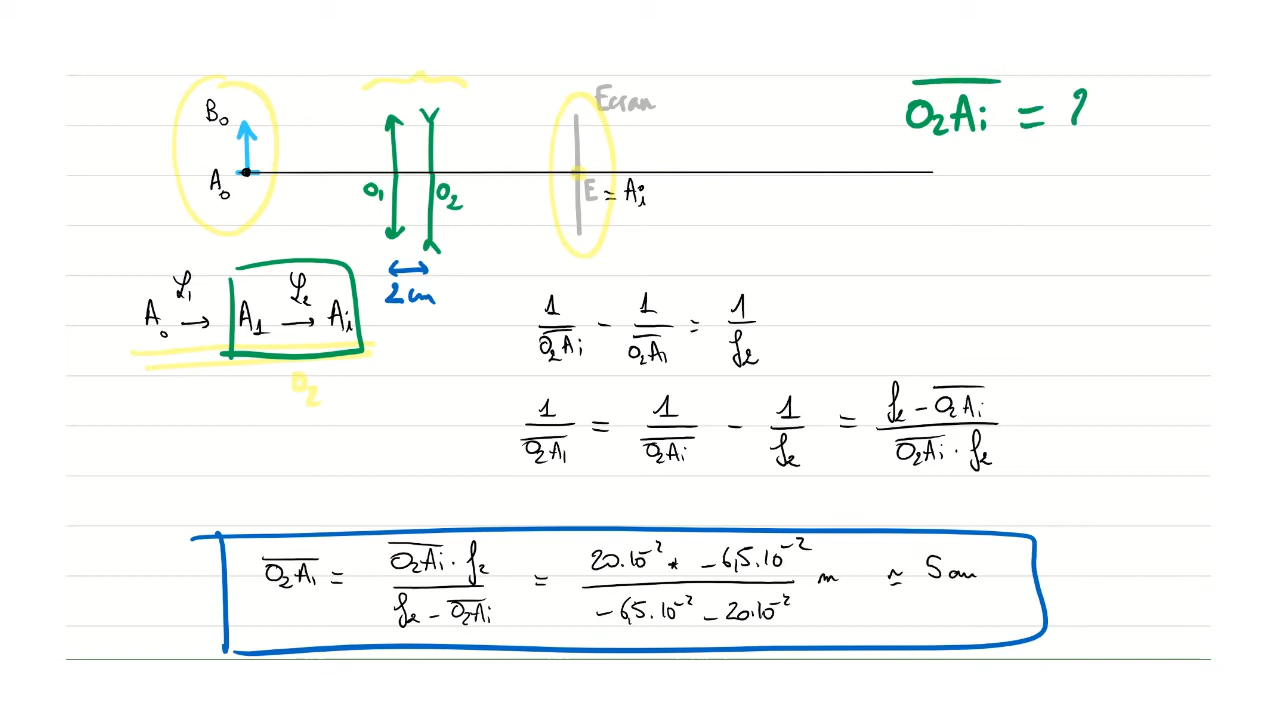 B₀
Ecran
O₂Aᵢ = ?
A₀
O₁
O₂
E = Aᵢ
2 cm
A₀ →(L₁) A₁ →(L₂) Aᵢ
O₂
1/O₂Aᵢ - 1/O₂A₁ = 1/f₂
1/O₂A₁ = 1/O₂Aᵢ - 1/f₂ = (f₂ - O₂Aᵢ)/(O₂Aᵢ · f₂)
O₂A₁ = (O₂Aᵢ · f₂)/(f₂ - O₂Aᵢ) = (20.10⁻² * -6,5.10⁻²)/(-6,5.10⁻² - 20.10⁻²) m ≃ 5 cm